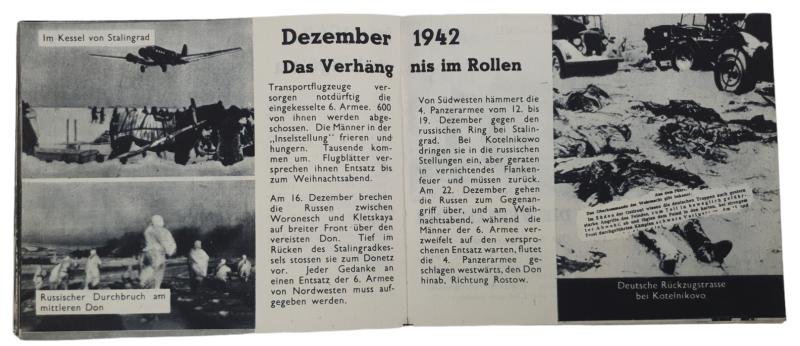 Im Kessel von Stalingrad
Russischer Durchbruch am
mittleren Don
Dezember 1942
Das Verhäng nis im Rollen
Transportflugzeuge ver-
sorgen notdürftig die
eingekesselte 6. Armee. 600
von ihnen werden abge-
schossen. Die Männer in der
„Inselstellung" frieren und
hungern. Tausende kom-
men um. Flugblätter ver-
sprechen ihnen Entsatz bis
zum Weihnachtsabend.
Am 16. Dezember brechen
die Russen zwischen
Woronesch und Kletskaya
auf breiter Front über den
vereisten Don. Tief im
Rücken des Stalingradkes-
sels stossen sie zum Donetz
vor. Jeder Gedanke an
einen Entsatz der 6. Armee
von Nordwesten muss auf-
gegeben werden.
Von Südwesten hämmert die
4. Panzerarmee vom 12. bis
19. Dezember gegen den
russischen Ring bei Stalin-
grad. Bei Kotelnikowo
dringen sie in die russischen
Stellungen ein, aber geraten
in vernichtendes Flanken-
feuer und müssen zurück.
Am 22. Dezember gehen
die Russen zum Gegenan-
griff über, und am Weih-
nachtsabend, während die
Männer der 6. Armee ver-
zweifelt auf den verspro-
chenen Entsatz warten, flutet
die 4. Panzerarmee ge-
schlagen westwärts, den Don
hinab, Richtung Rostow.
Das Oberkommando der Wehrmacht gibt bekannt:
Deutsche Rückzugstrasse
bei Kotelnikovo